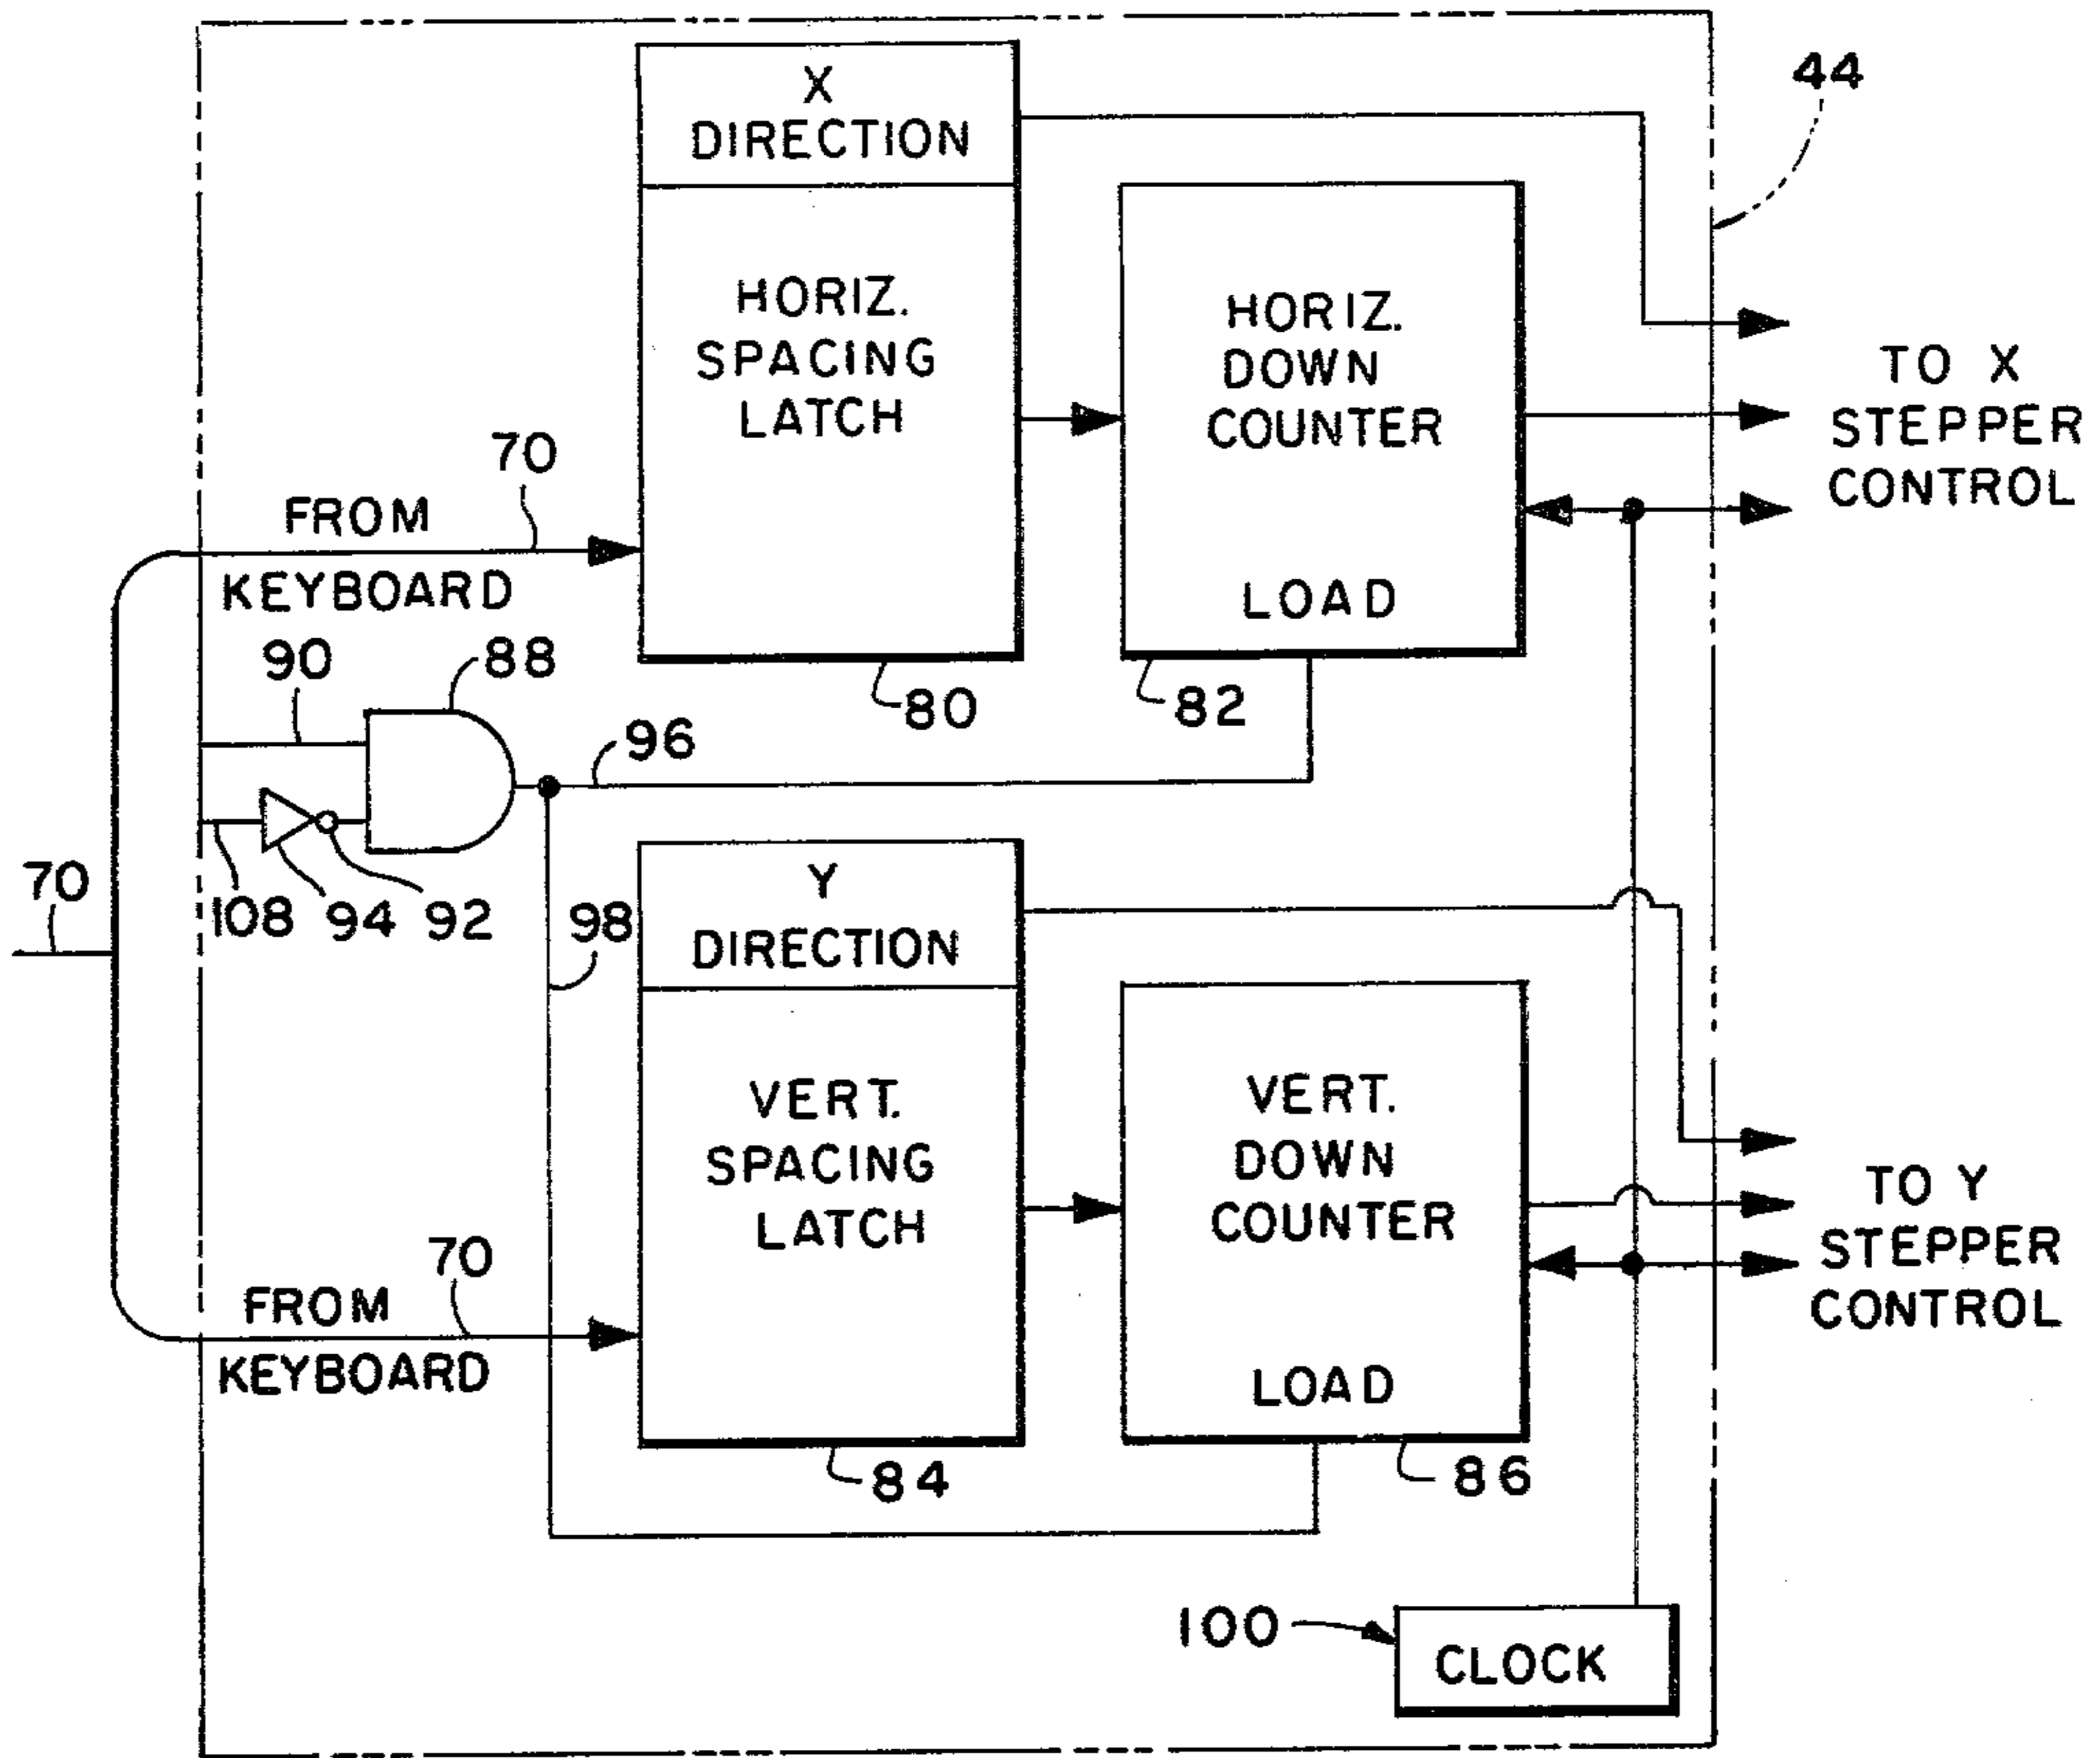 44
X
DIRECTION
HORIZ.
SPACING
LATCH
HORIZ.
DOWN
COUNTER
LOAD
TO X
STEPPER
CONTROL
70
FROM
KEYBOARD
80
82
90
88
96
70
108
94
92
98
Y
DIRECTION
VERT.
SPACING
LATCH
VERT.
DOWN
COUNTER
LOAD
TO Y
STEPPER
CONTROL
70
FROM
KEYBOARD
84
86
100
CLOCK